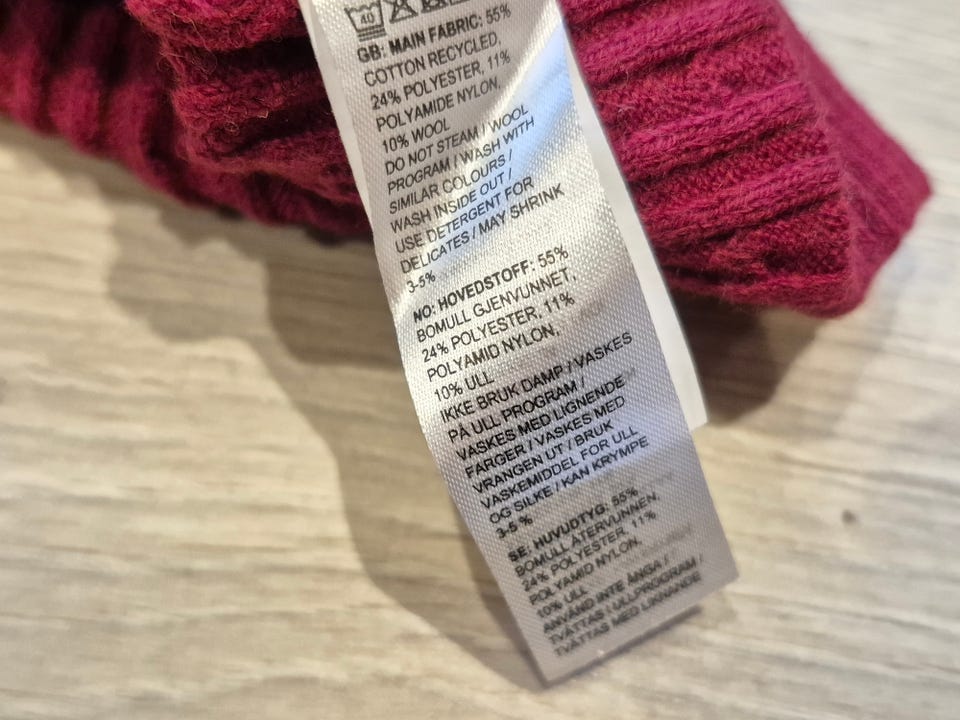 40
GB: MAIN FABRIC: 55%
COTTON RECYCLED,
24% POLYESTER, 11%
POLYAMIDE NYLON,
10% WOOL
DO NOT STEAM / WOOL
PROGRAM / WASH WITH
SIMILAR COLOURS /
WASH INSIDE OUT /
USE DETERGENT FOR
DELICATES / MAY SHRINK
3-5%
NO: HOVEDSTOFF: 55%
BOMULL GJENVUNNET,
24% POLYESTER, 11%
POLYAMID NYLON,
10% ULL
IKKE BRUK DAMP / VASKES
PÅ ULL PROGRAM /
VASKES MED LIGNENDE
FARGER / VASKES MED
VRANGEN UT / BRUK
VASKEMIDDEL FOR ULL
OG SILKE / KAN KRYMPE
3-5 %
SE: HUVUDTYG: 55%
BOMULL ÅTERVUNNEN,
24% POLYESTER, 11%
POLYAMID NYLON,
10% ULL
ANVÄND INTE ÅNGA /
TVÄTTAS I ULLPROGRAM /
TVÄTTAS MED LIKNANDE